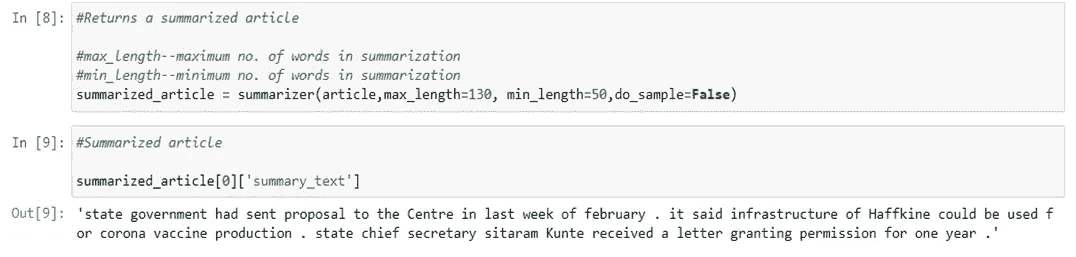 In [8]: #Returns a summarized article
#max_length--maximum no. of words in summarization
#min_length--minimum no. of words in summarization
summarized_article = summarizer(article,max_length=130, min_length=50,do_sample=False)
In [9]: #Summarized article
summarized_article[0]['summary_text']
Out[9]: 'state government had sent proposal to the Centre in last week of february . it said infrastructure of Haffkine could be used f
or corona vaccine production . state chief secretary sitaram Kunte received a letter granting permission for one year .'